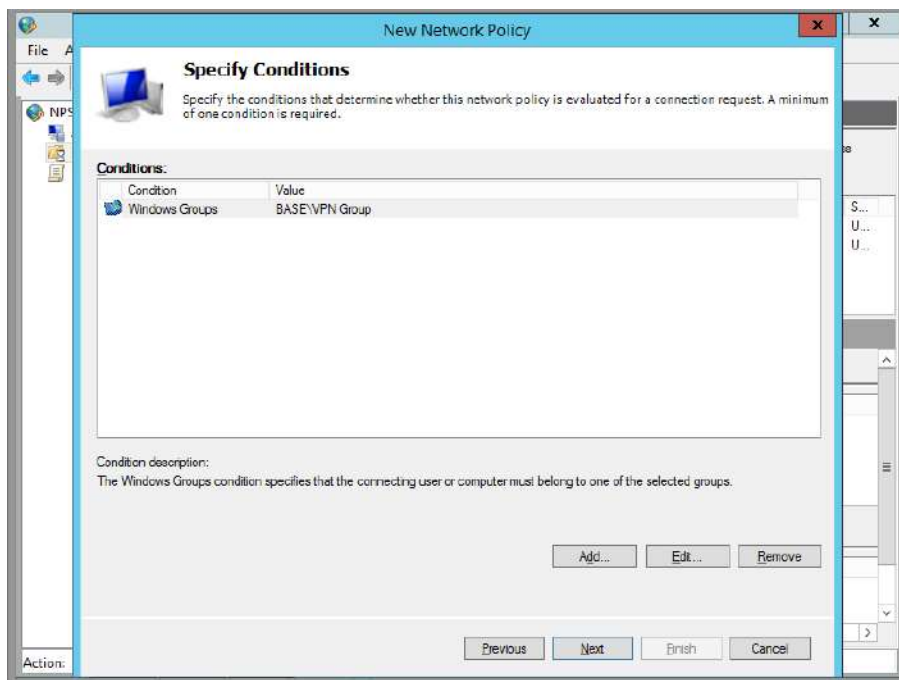 New Network Policy
x
x
File A
Specify Conditions
Specify the conditions that determine whether this network policy is evaluated for a connection request. A minimum
of one condition is required.
NPS
Conditions:
Condition Value
Windows Groups BASE\VPN Group
S...
U...
U...
Condition description:
The Windows Groups condition specifies that the connecting user or computer must belong to one of the selected groups.
Add... Edit... Remove
Previous Next Finish Cancel
Action: